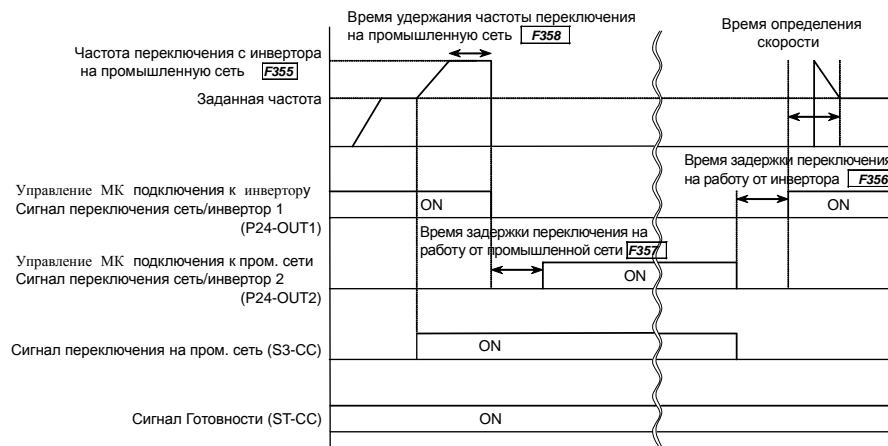 Время удержания частоты переключения
на промышленную сеть F358
Время определения
скорости
Частота переключения с инвертора
на промышленную сеть F355
Заданная частота
Время задержки переключения
на работу от инвертора F356
Управление МК подключения к инвертору
Сигнал переключения сеть/инвертор 1
(P24-OUT1)
ON
ON
Время задержки переключения на
работу от промышленной сети F357
Управление МК подключения к пром. сети
Сигнал переключения сеть/инвертор 2
(P24-OUT2)
ON
Сигнал переключения на пром. сеть (S3-CC)
ON
Сигнал Готовности (ST-CC)
ON